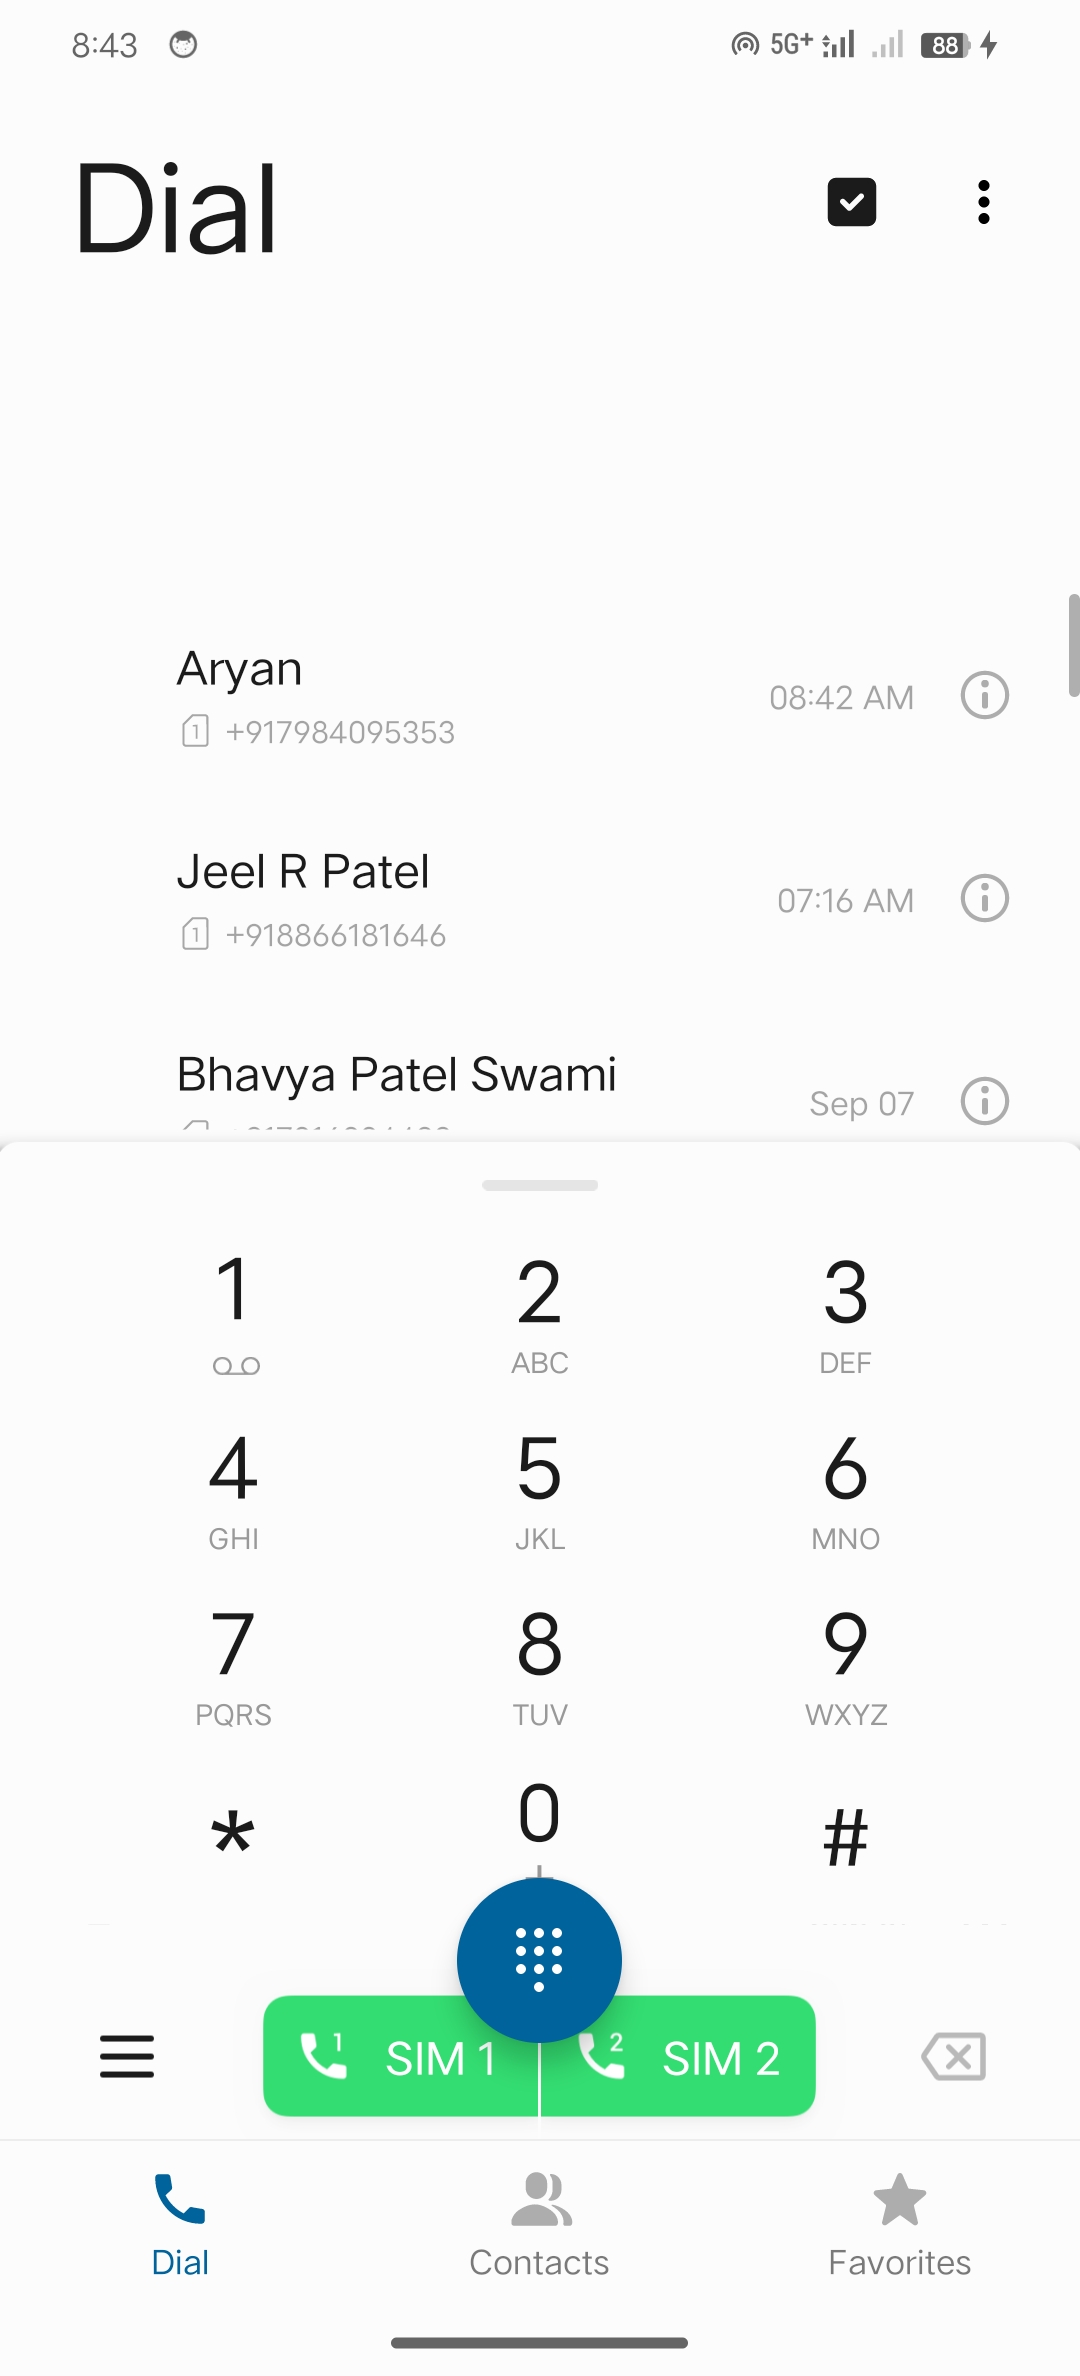 8:43
5G+
88
Dial
Aryan
1 +917984095353
08:42 AM
Jeel R Patel
1 +918866181646
07:16 AM
Bhavya Patel Swami
Sep 07
1 2 3
ABC DEF
4 5 6
GHI JKL MNO
7 8 9
PQRS TUV WXYZ
* 0 #
1 SIM 1 2 SIM 2
Dial Contacts Favorites